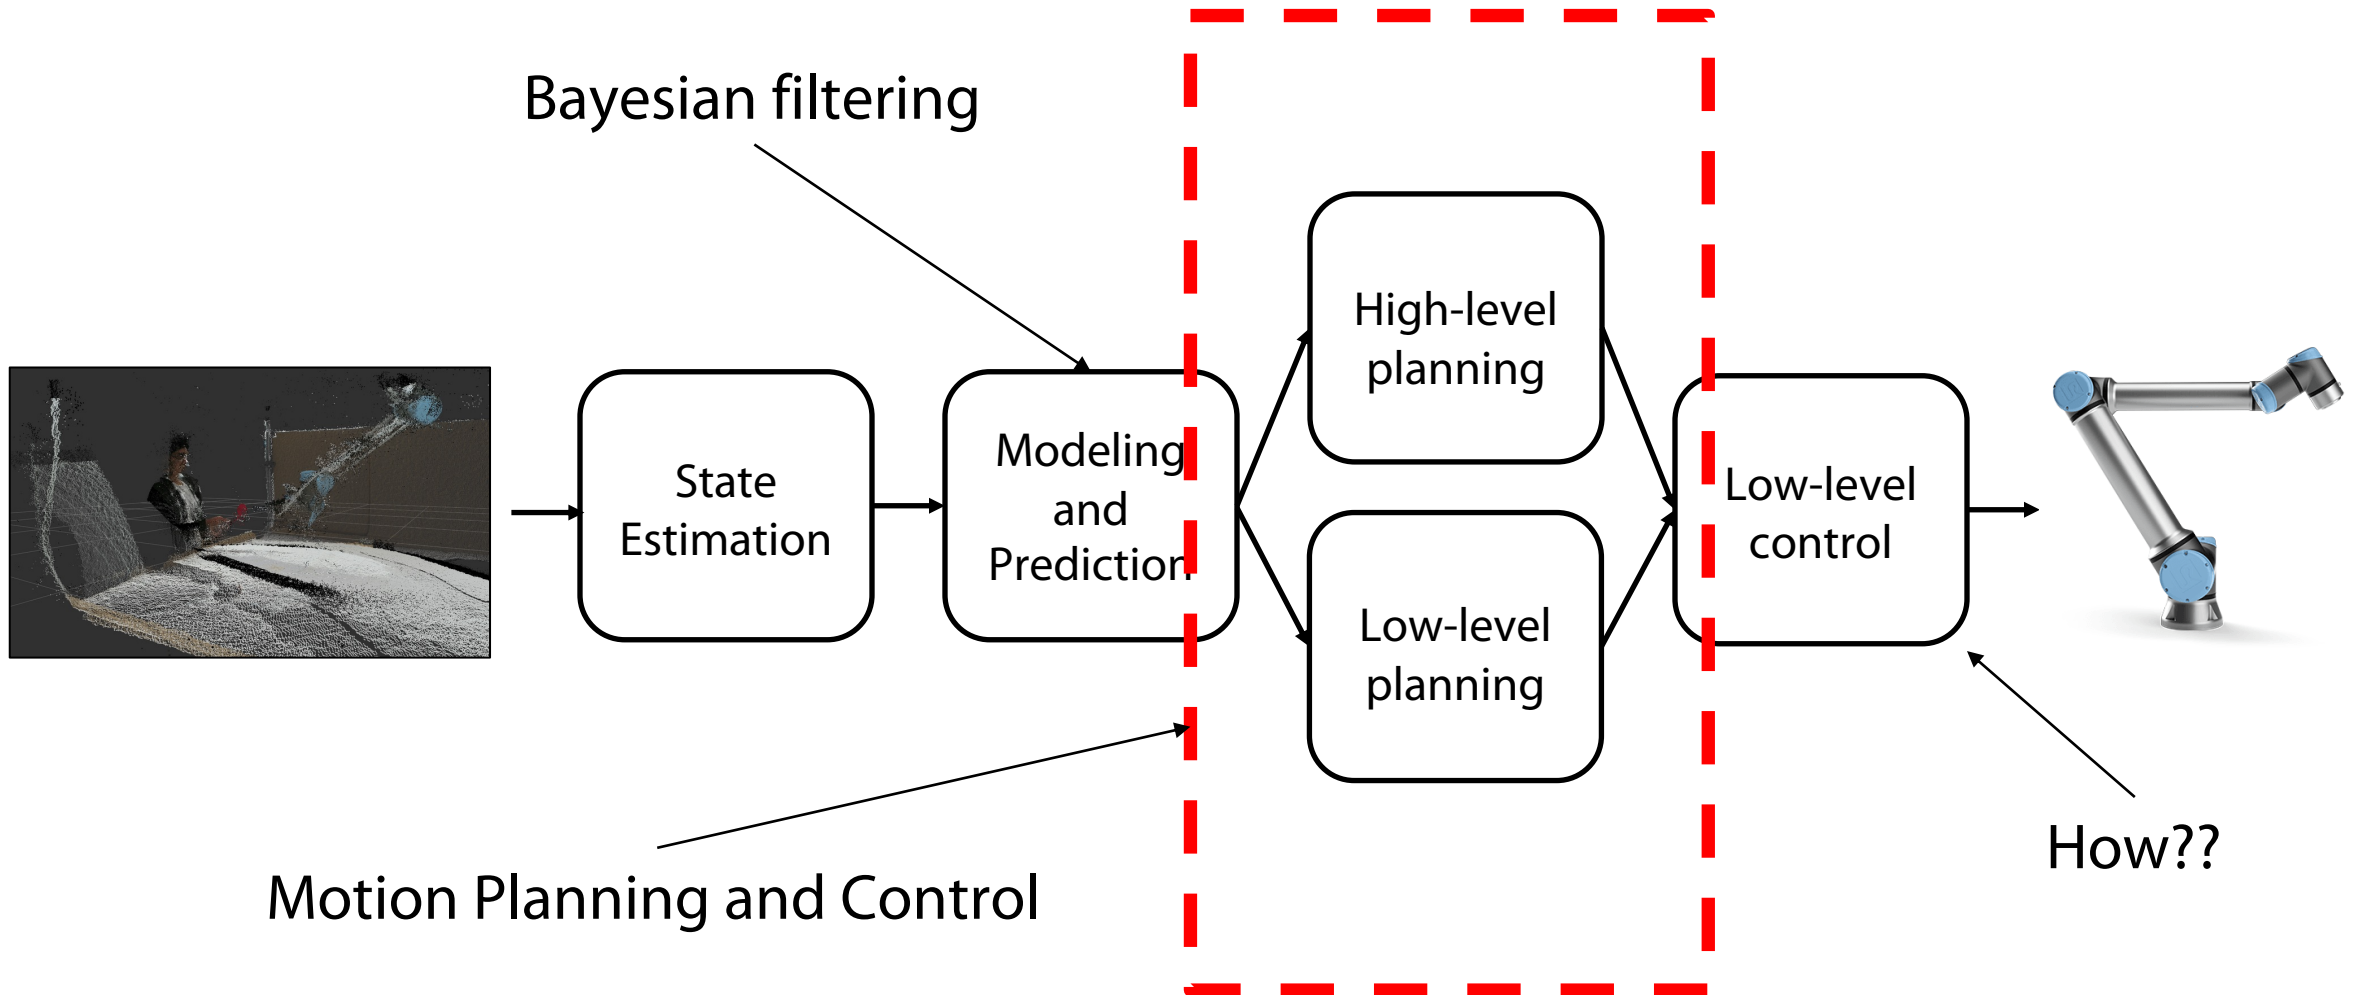 Bayesian filtering
High-level
planning
State
Estimation
Modeling
and
Prediction
Low-level
planning
Low-level
control
Motion Planning and Control
How??